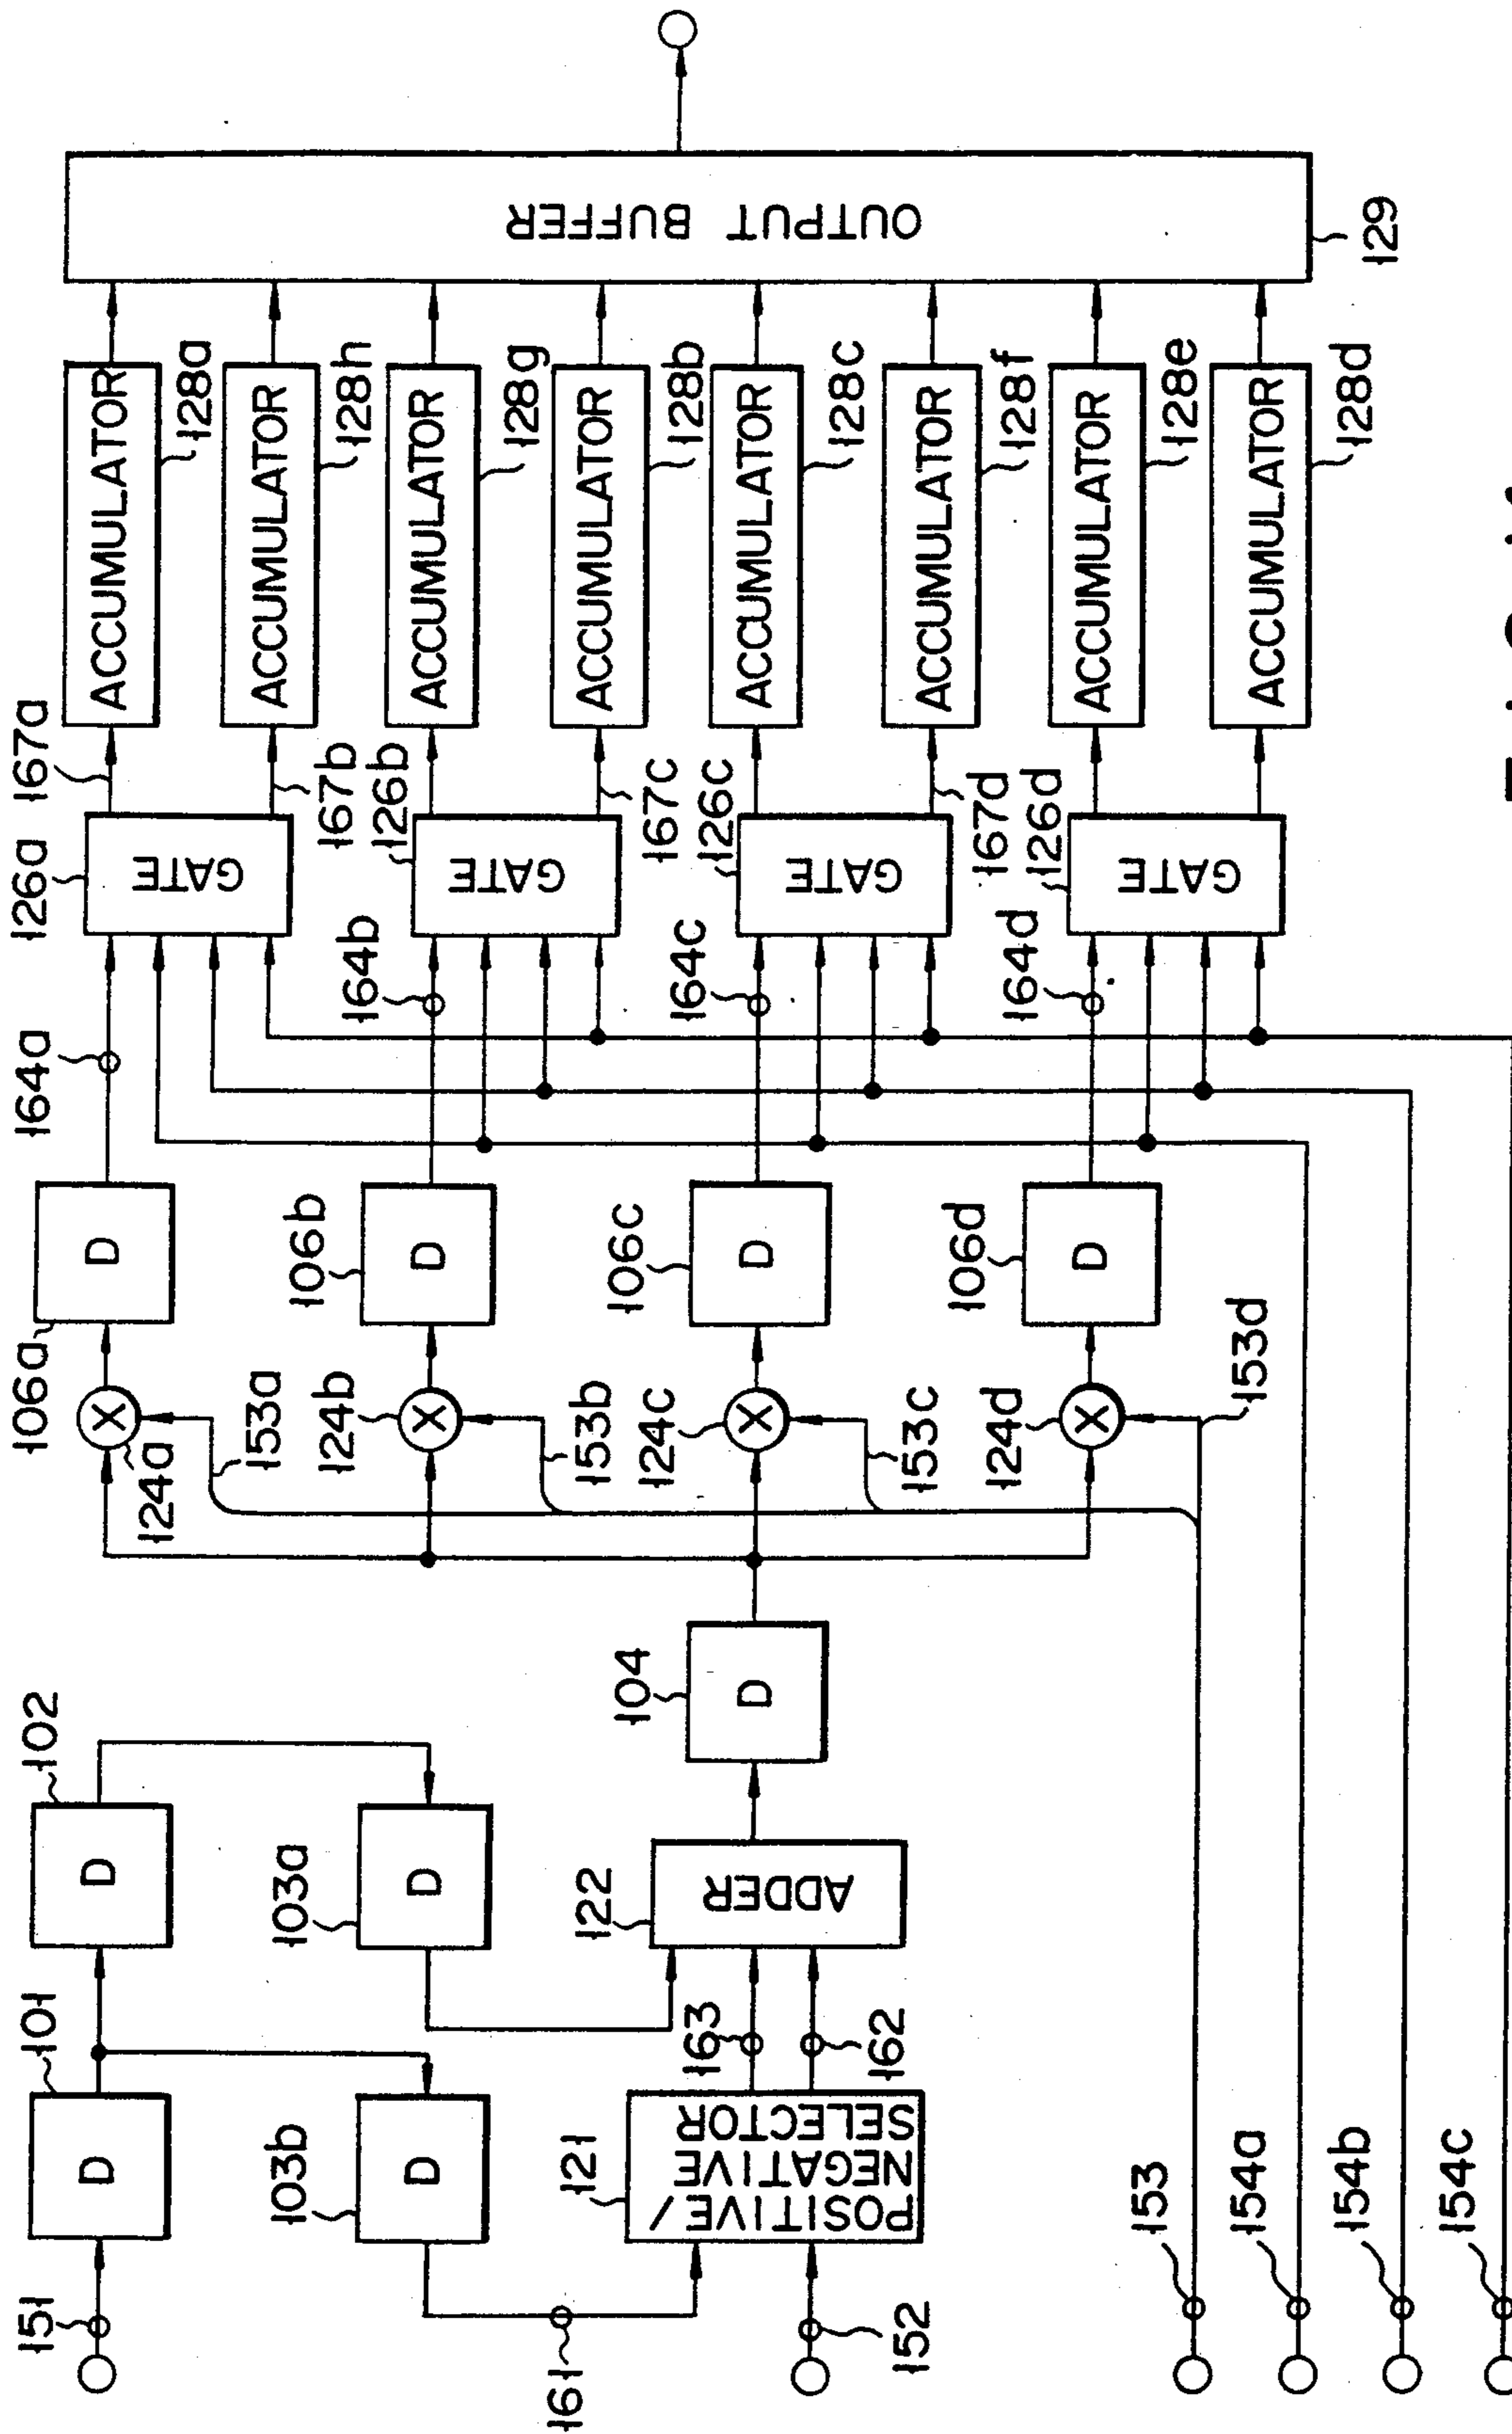 151
101
D
102
D
103b
D
103a
D
161
152
121
POSITIVE/
NEGATIVE
SELECTOR
163
162
122
ADDER
104
D
153
154a
154b
154c
124a
X
153a
124b
X
153b
124c
X
153c
124d
X
153d
106a
D
106b
D
106c
D
106d
D
164a
164b
164c
164d
126a
GATE
126b
GATE
126c
GATE
126d
GATE
167a
167b
167c
167d
ACCUMULATOR
128a
ACCUMULATOR
128h
ACCUMULATOR
128g
ACCUMULATOR
128b
ACCUMULATOR
128c
ACCUMULATOR
128f
ACCUMULATOR
128e
ACCUMULATOR
128d
OUTPUT BUFFER
129